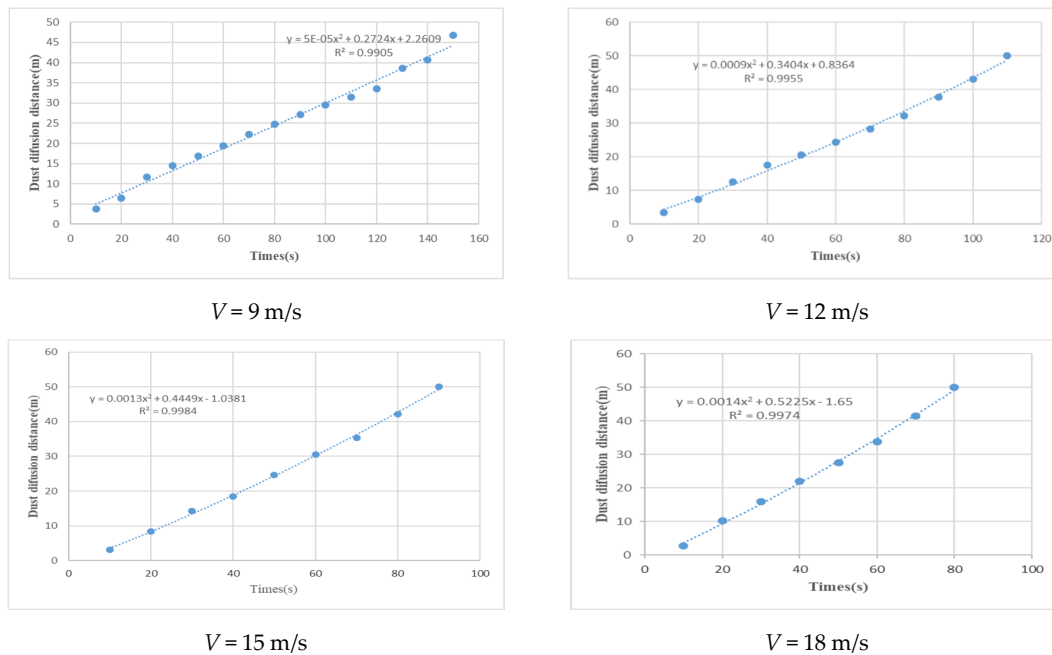 y = 5E-05x² + 0.2724x + 2.2609
R² = 0.9905
Dust difusion distance(m)
50
45
40
35
30
25
20
15
10
5
0
0 20 40 60 80 100 120 140 160
Times(s)
V = 9 m/s
y = 0.0009x² + 0.3404x + 0.8364
R² = 0.9955
Dust difusion distance(m)
60
50
40
30
20
10
0
0 20 40 60 80 100 120
Times(s)
V = 12 m/s
y = 0.0013x² + 0.4449x - 1.0381
R² = 0.9984
Dust difusion distance(m)
60
50
40
30
20
10
0
0 20 40 60 80 100
Times(s)
V = 15 m/s
y = 0.0014x² + 0.5225x - 1.65
R² = 0.9974
Dust difusion distance(m)
60
50
40
30
20
10
0
0 20 40 60 80 100
Times(s)
V = 18 m/s